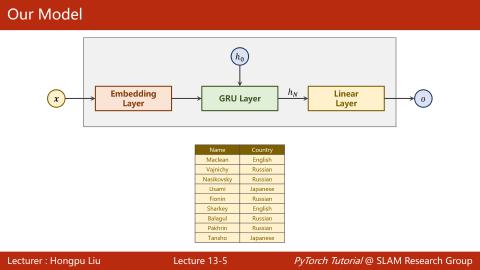 Our Model
h0
x
Embedding
Layer
GRU Layer
hN
Linear
Layer
o
Name Country
Maclean English
Vajnichy Russian
Nasikovsky Russian
Usami Japanese
Fionin Russian
Sharkey English
Balagul Russian
Pakhrin Russian
Tansho Japanese
Lecturer : Hongpu Liu Lecture 13-5 PyTorch Tutorial @ SLAM Research Group